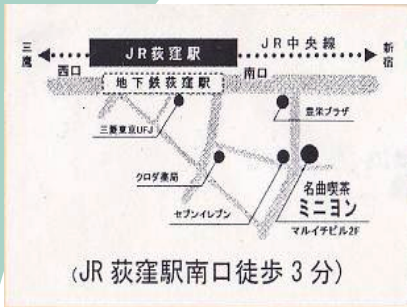 JR荻窪駅
JR中央線
三鷹
新宿
西口
南口
地下鉄荻窪駅
三菱東京UFJ
豊栄プラザ
クロダ薬局
名曲喫茶
ミニヨン
セブンイレブン
マルイチビル2F
(JR荻窪駅南口徒歩3分)